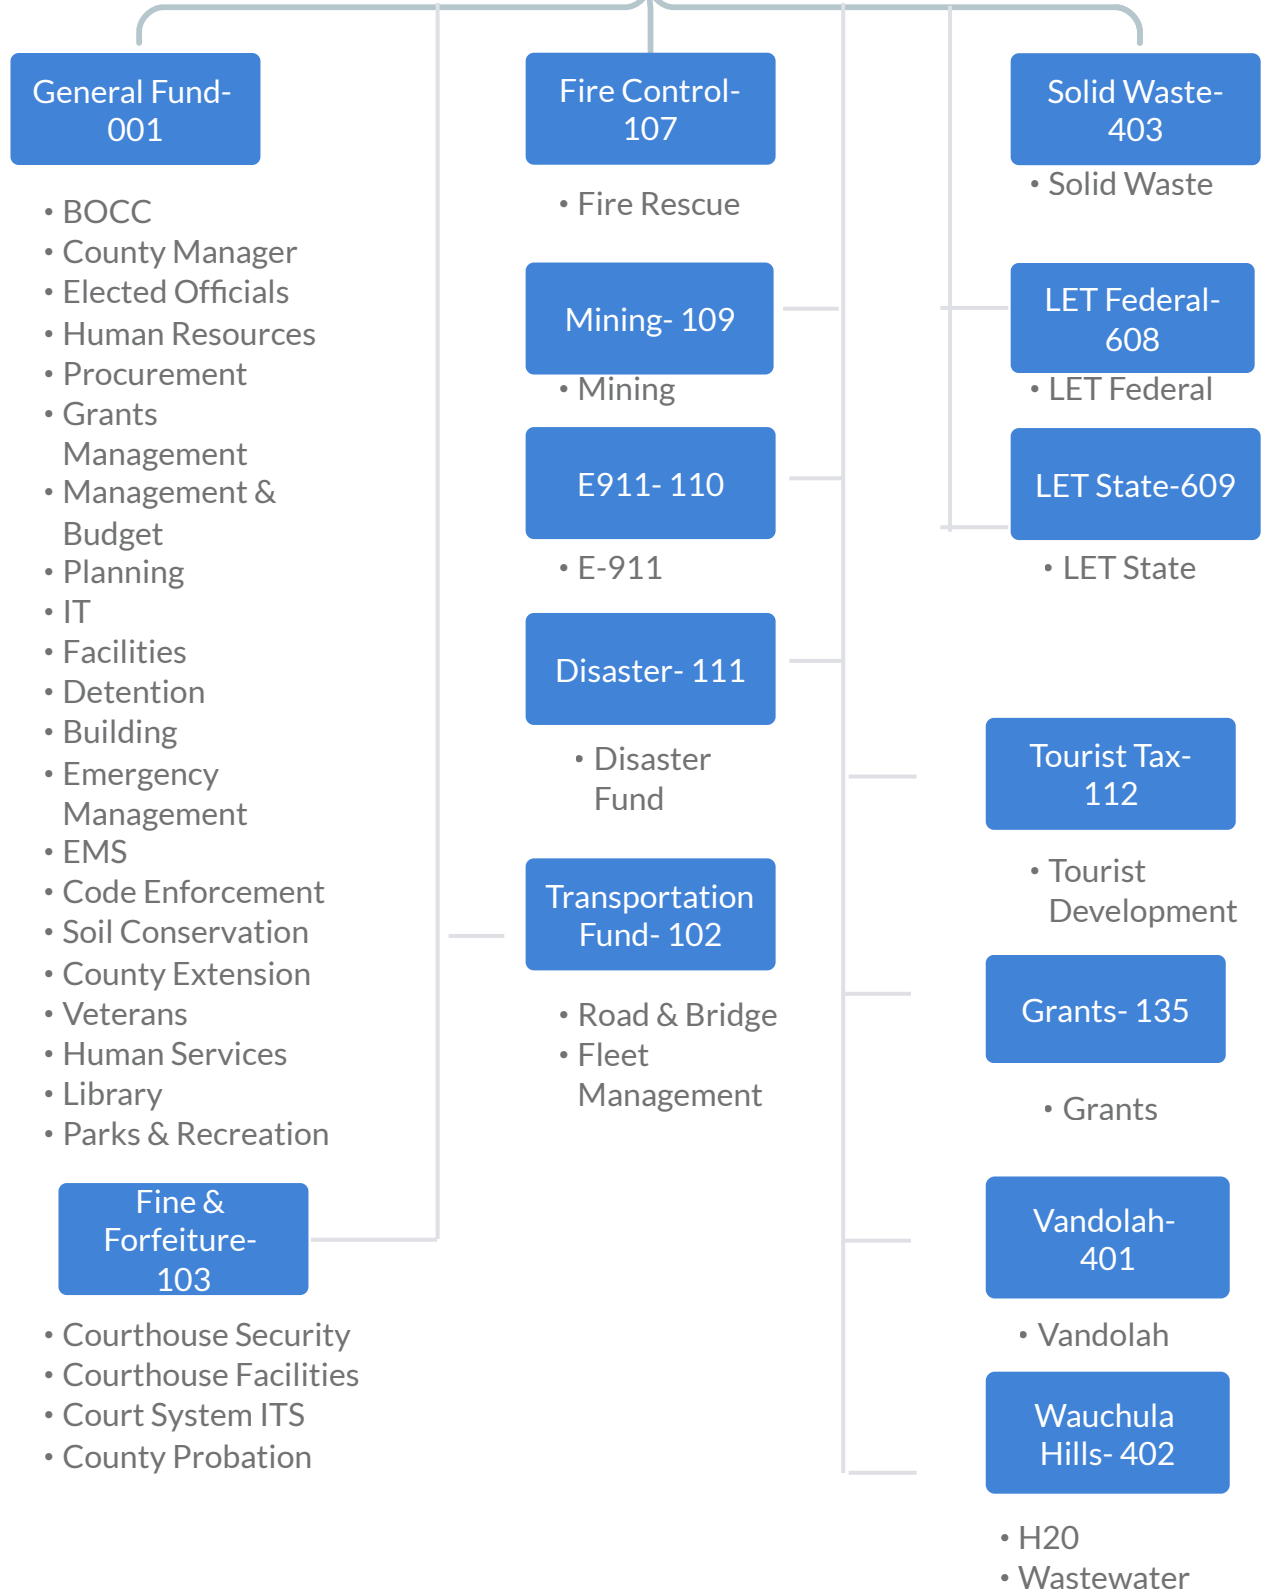 General Fund-
001
• BOCC
• County Manager
• Elected Officials
• Human Resources
• Procurement
• Grants
Management
• Management &
Budget
• Planning
• IT
• Facilities
• Detention
• Building
• Emergency
Management
• EMS
• Code Enforcement
• Soil Conservation
• County Extension
• Veterans
• Human Services
• Library
• Parks & Recreation
Fine &
Forfeiture-
103
• Courthouse Security
• Courthouse Facilities
• Court System ITS
• County Probation
Fire Control-
107
• Fire Rescue
Mining- 109
• Mining
E911- 110
• E-911
Disaster- 111
• Disaster
Fund
Transportation
Fund- 102
• Road & Bridge
• Fleet
Management
Solid Waste-
403
• Solid Waste
LET Federal-
608
• LET Federal
LET State-609
• LET State
Tourist Tax-
112
• Tourist
Development
Grants- 135
• Grants
Vandolah-
401
• Vandolah
Wauchula
Hills- 402
• H20
• Wastewater